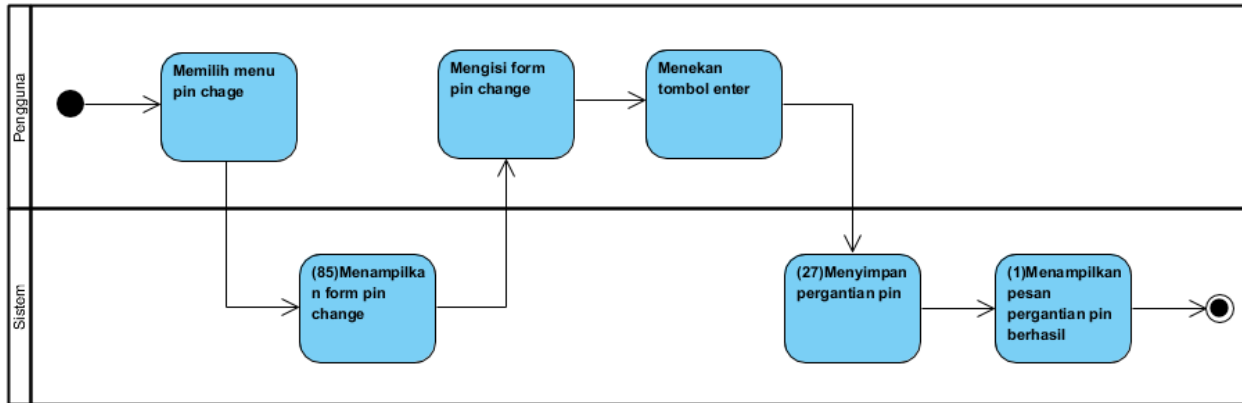 Pengguna
Memilih menu
pin chage
Mengisi form
pin change
Menekan
tombol enter
Sistem
(85)Menampilka
n form pin
change
(27)Menyimpan
pergantian pin
(1)Menampilkan
pesan
pergantian pin
berhasil